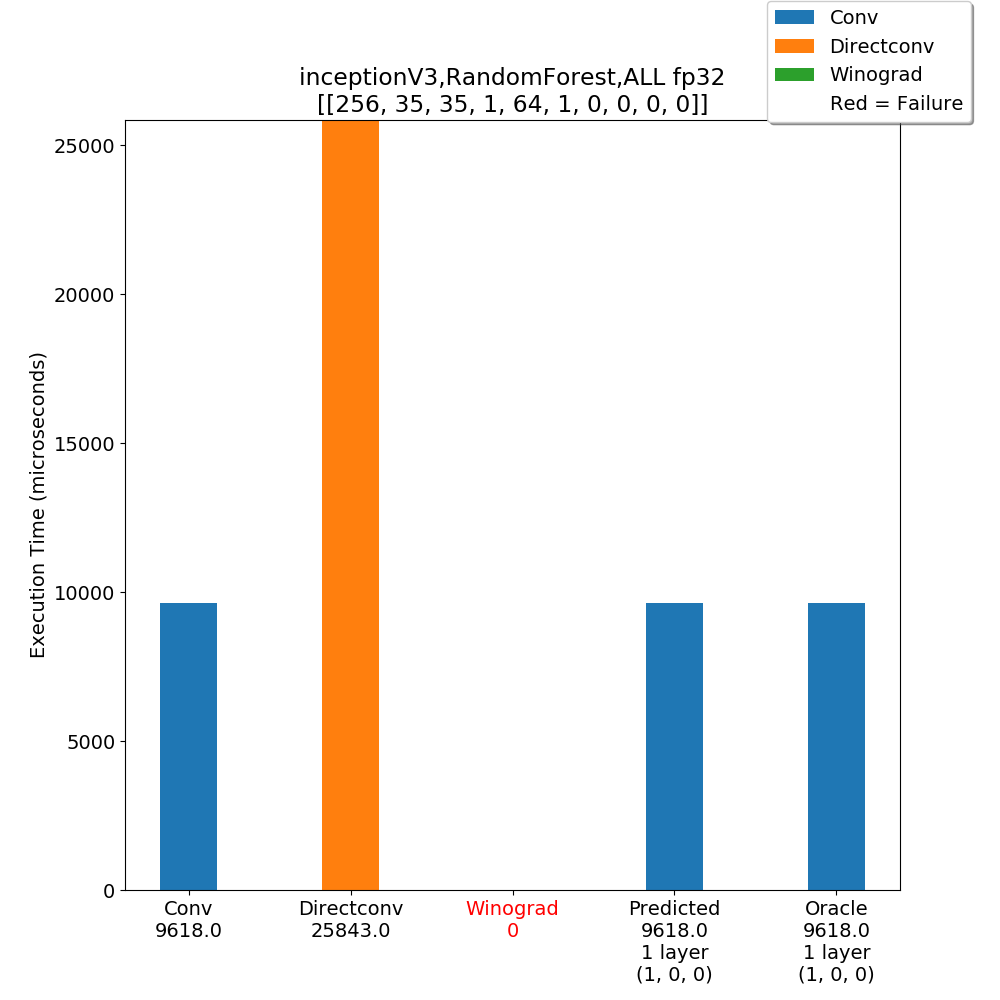 Conv
Directconv
Winograd
Red = Failure
inceptionV3,RandomForest,ALL fp32
[[256, 35, 35, 1, 64, 1, 0, 0, 0, 0]]
Execution Time (microseconds)
25000
20000
15000
10000
5000
0
Conv
9618.0
Directconv
25843.0
Winograd
0
Predicted
9618.0
1 layer
(1, 0, 0)
Oracle
9618.0
1 layer
(1, 0, 0)